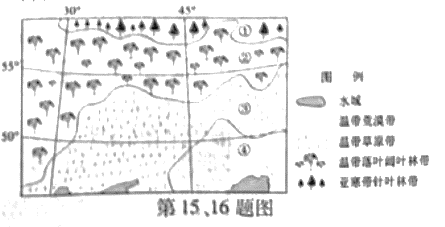 30°
45°
①
55°
②
图 例
水域
③
温带荒漠带
50°
温带草原带
④
温带落叶阔叶林带
亚寒带针叶林带
第15、16题图